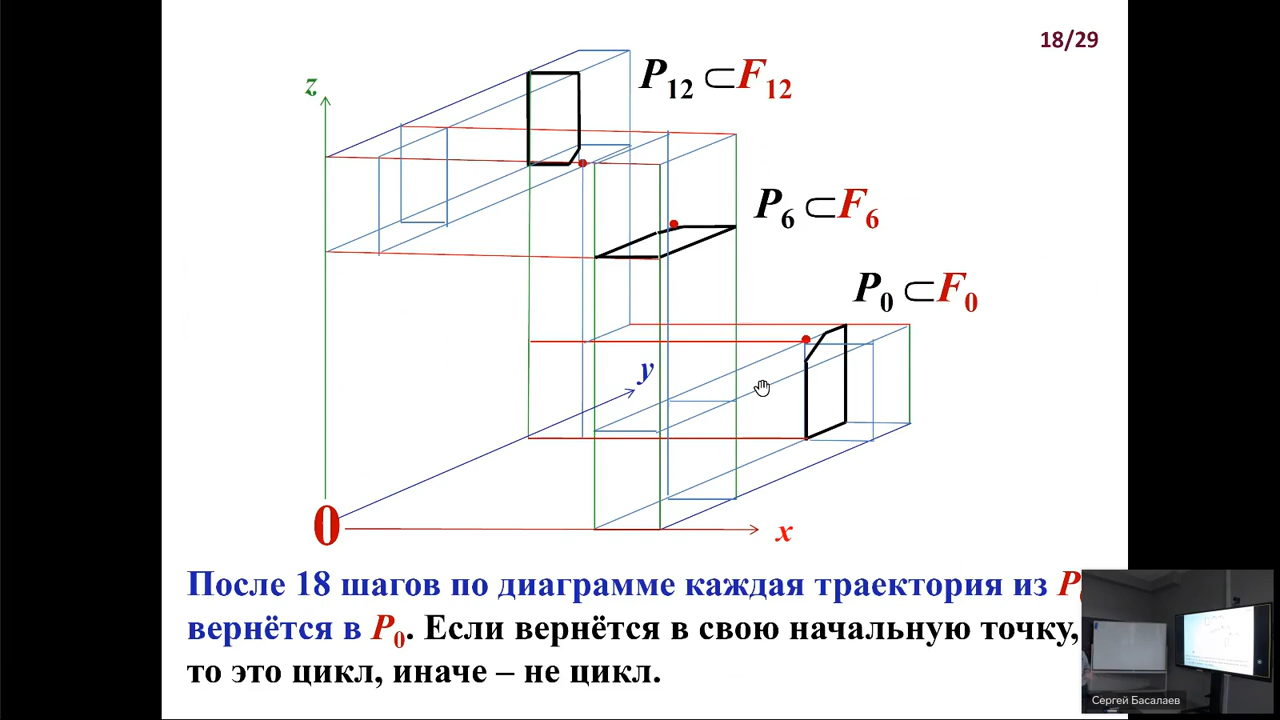 18/29
z
P12 ⊂ F12
P6 ⊂ F6
P0 ⊂ F0
y
0
x
После 18 шагов по диаграмме каждая траектория из P
вернётся в P0. Если вернётся в свою начальную точку,
то это цикл, иначе – не цикл.
Сергей Басалаев